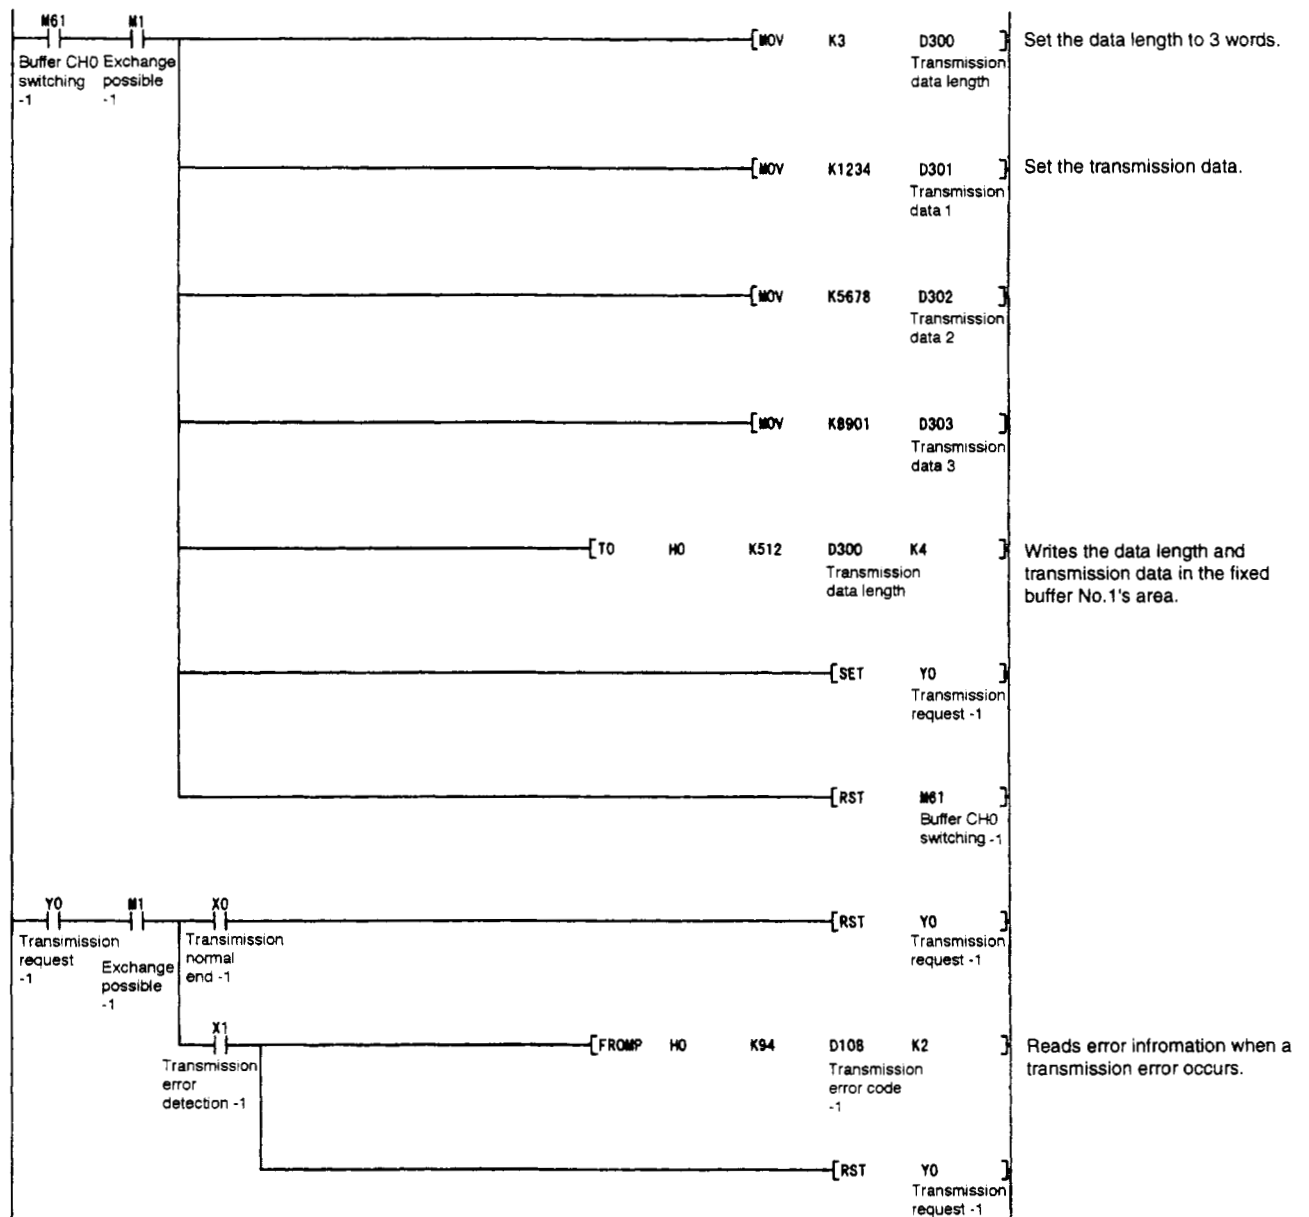 M61 M1
[MOV K3 D300 ] Set the data length to 3 words.
Buffer CH0 Exchange Transmission
switching possible data length
-1 -1
[MOV K1234 D301 ] Set the transmission data.
Transmission
data 1
[MOV K5678 D302 ]
Transmission
data 2
[MOV K8901 D303 ]
Transmission
data 3
[TO H0 K512 D300 K4 ] Writes the data length and
Transmission transmission data in the fixed
data length buffer No.1's area.
[SET Y0 ]
Transmission
request -1
[RST M61 ]
Buffer CH0
switching -1
Y0 M1 X0
[RST Y0 ]
Transmission Transimission Transmission
request Exchange normal request -1
-1 possible end -1
-1
X1
[FROMP H0 K94 D108 K2 ] Reads error infromation when a
Transmission Transmission transmission error occurs.
error error code
detection -1 -1
[RST Y0 ]
Transmission
request -1